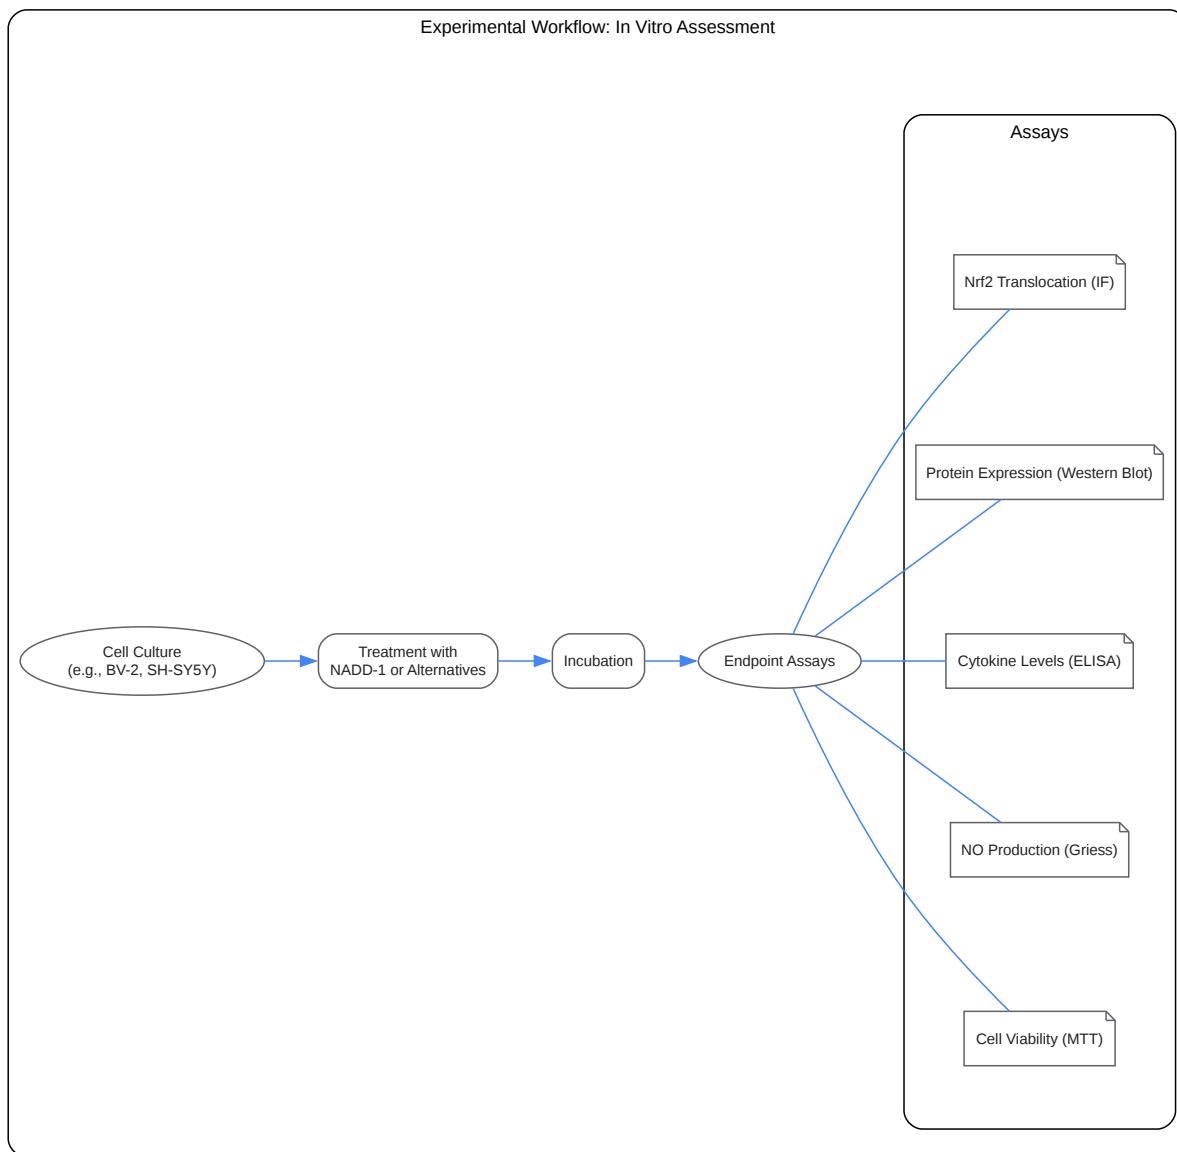 Experimental Workflow: In Vitro Assessment
Assays
Nrf2 Translocation (IF)
Protein Expression (Western Blot)
Cell Culture
(e.g., BV-2, SH-SY5Y)
Treatment with
NADD-1 or Alternatives
Incubation
Endpoint Assays
Cytokine Levels (ELISA)
NO Production (Griess)
Cell Viability (MTT)